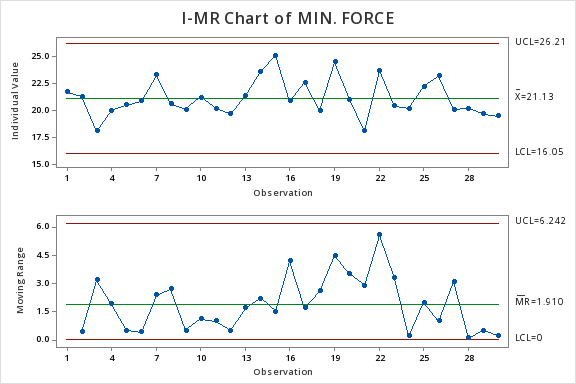 I-MR Chart of MIN. FORCE
Individual Value
25.0
22.5
20.0
17.5
15.0
UCL=26.21
X̄=21.13
LCL=16.05
1 4 7 10 13 16 19 22 25 28
Observation
Moving Range
6.0
4.5
3.0
1.5
0.0
UCL=6.242
M̅R̅=1.910
LCL=0
1 4 7 10 13 16 19 22 25 28
Observation